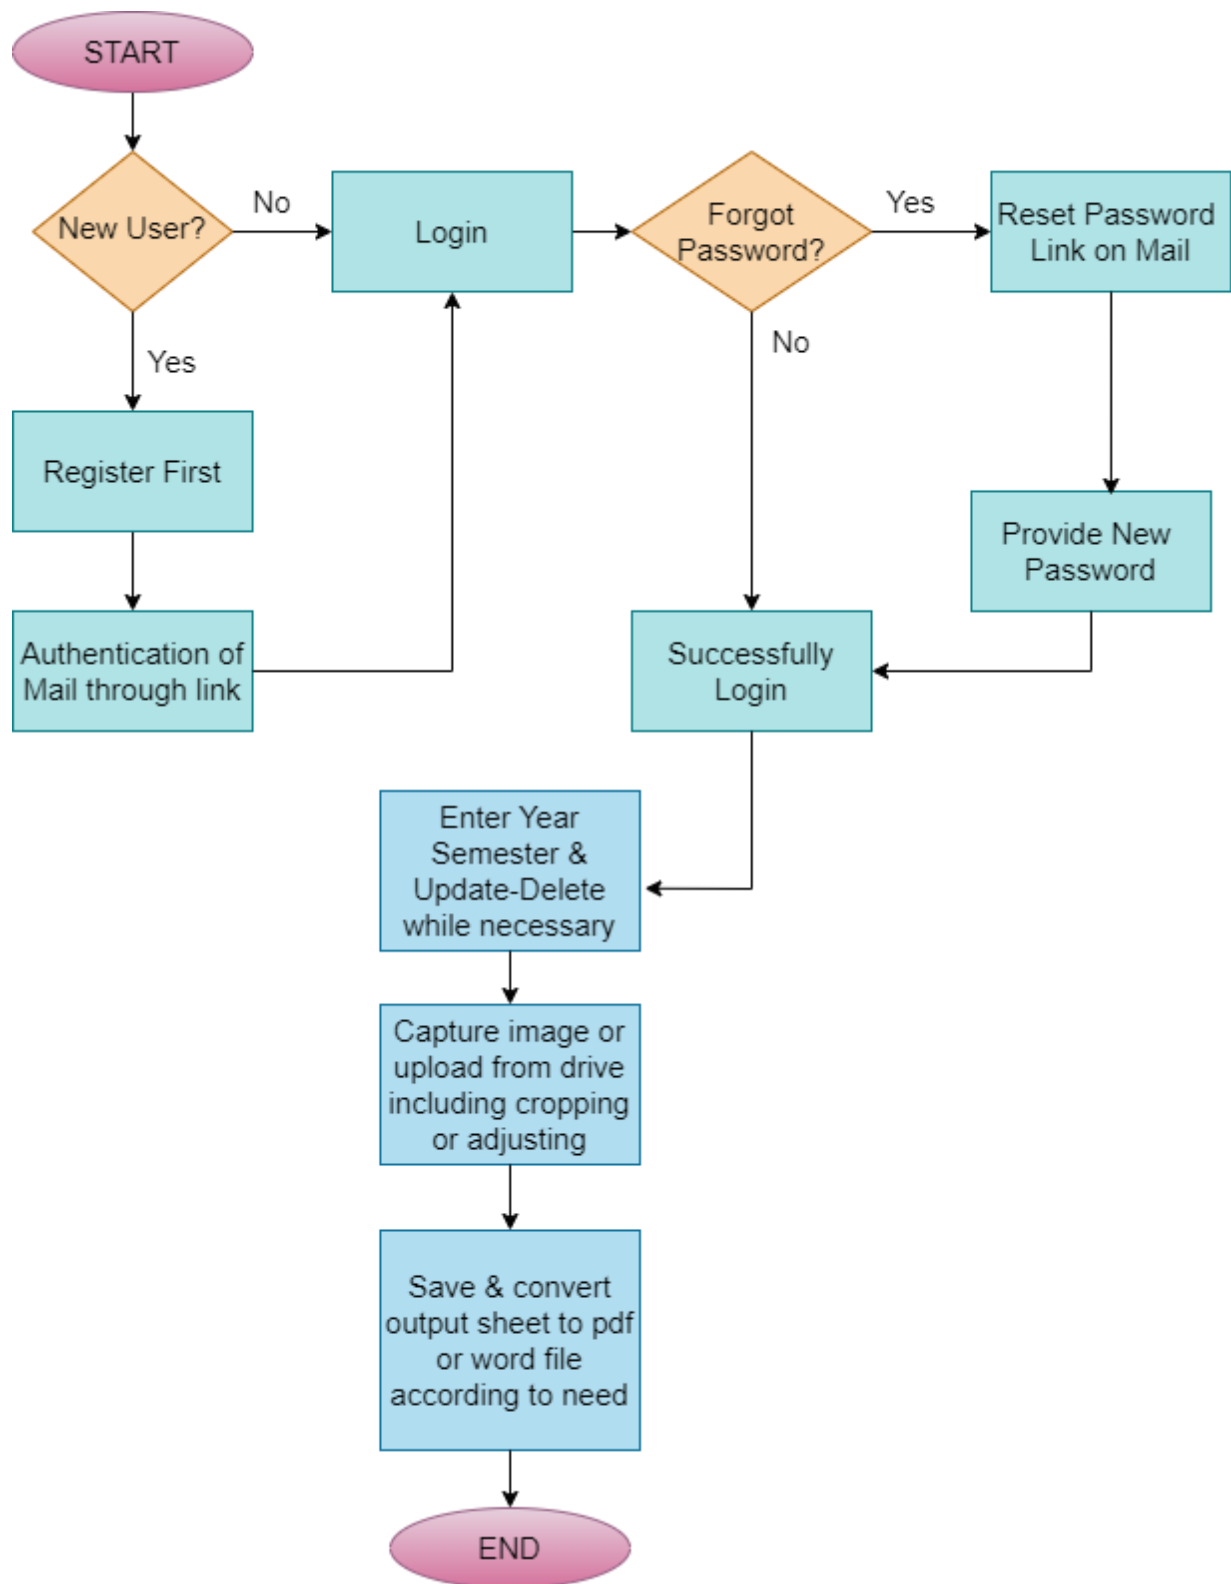 START
New User?
No
Login
Forgot
Password?
Yes
Reset Password
Link on Mail
No
Yes
Register First
Provide New
Password
Authentication of
Mail through link
Successfully
Login
Enter Year
Semester &
Update-Delete
while necessary
Capture image or
upload from drive
including cropping
or adjusting
Save & convert
output sheet to pdf
or word file
according to need
END